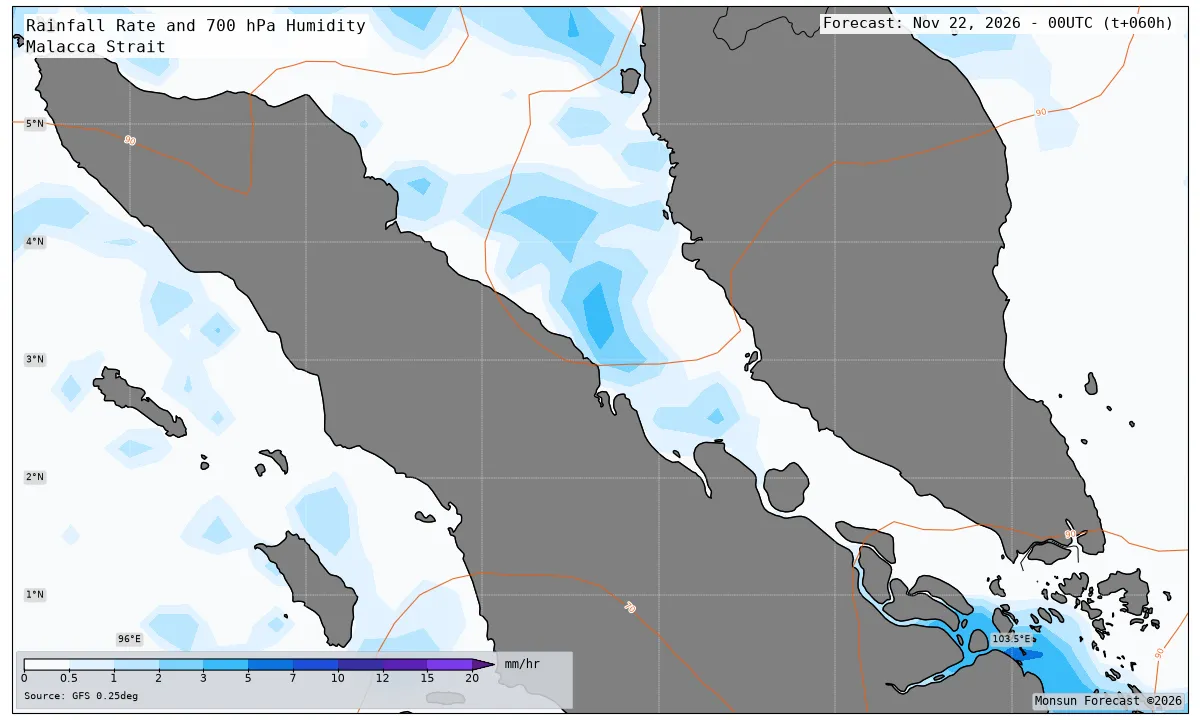 Rainfall Rate and 700 hPa Humidity
Malacca Strait
Forecast: Nov 22, 2026 - 00UTC (t+060h)
90
90
5°N
4°N
3°N
2°N
90
1°N
70
96°E
103.5°E
90
mm/hr
0 0.5 1 2 3 5 7 10 12 15 20
Source: GFS 0.25deg
Monsun Forecast ©2026